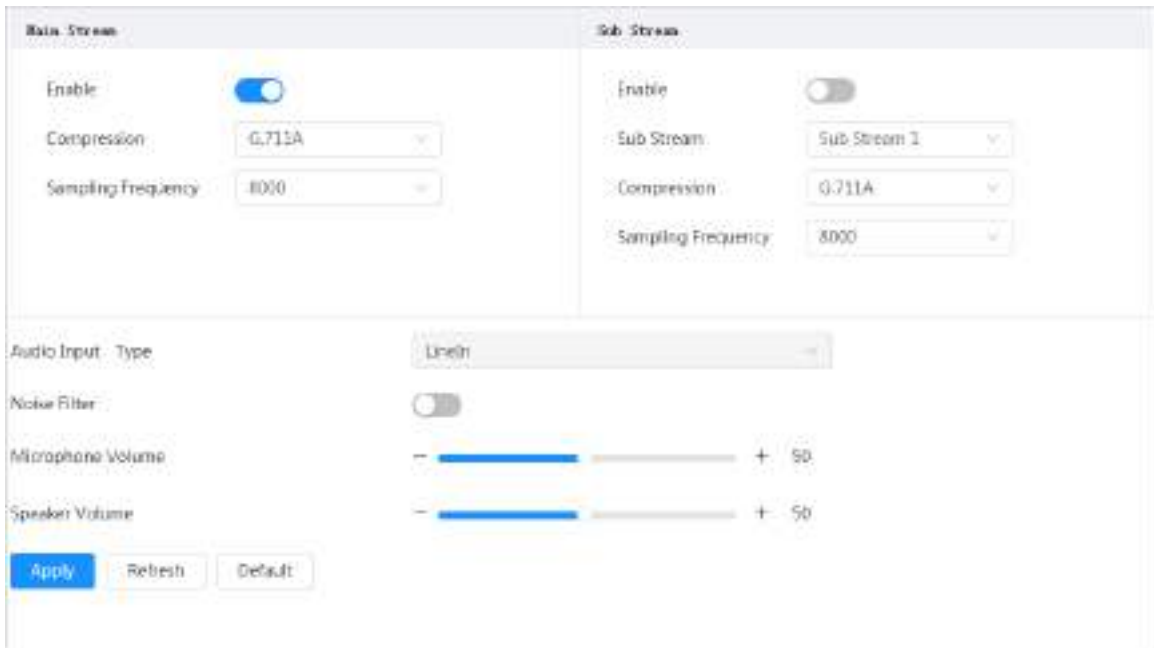 Main Stream
Sub Stream
Enable
Enable
Compression
G.711A
Sub Stream
Sub Stream 1
Sampling Frequency
8000
Compression
G.711A
Sampling Frequency
8000
Audio Input Type
LineIn
Noise Filter
Microphone Volume
− + 50
Speaker Volume
− + 50
Apply
Refresh
Default